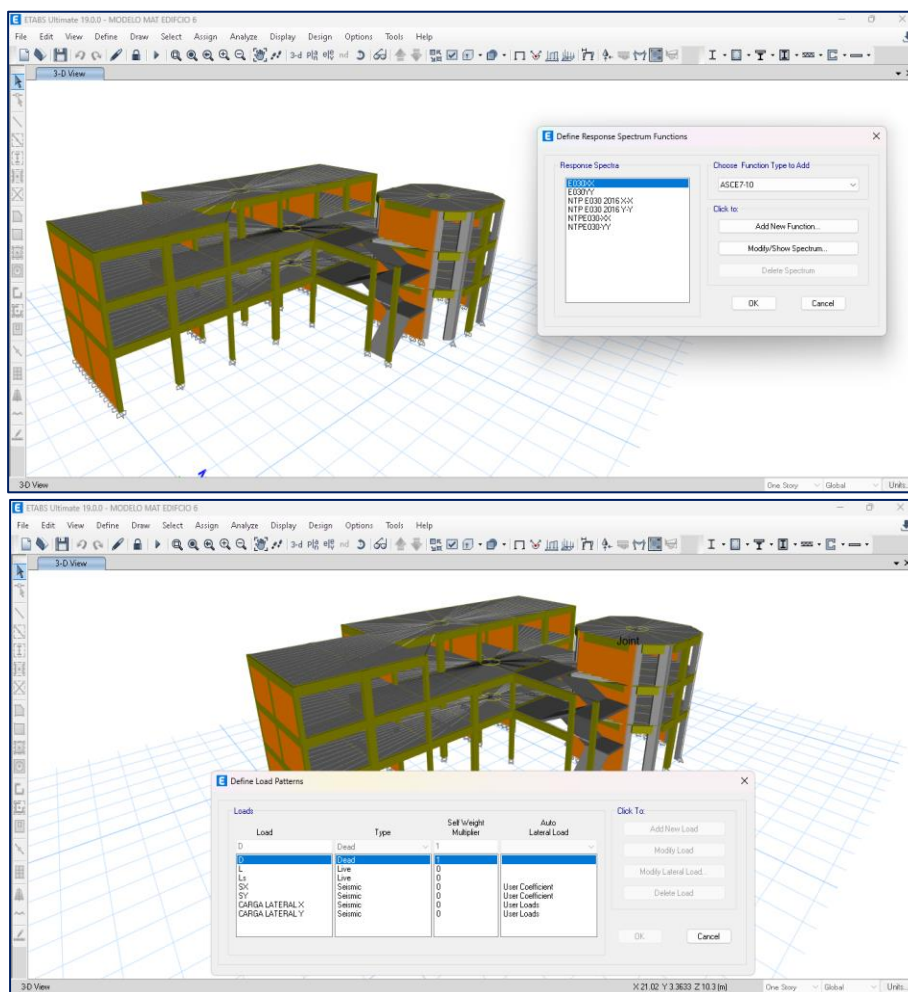 ETABS Ultimate 19.0.0 - MODELO MAT EDIFCIO 6
File Edit View Define Draw Select Assign Analyze Display Design Options Tools Help
3-d
nd
3-D View
Define Response Spectrum Functions
Response Spectra
E030XX
E030YY
NTP E030 2016 X-X
NTP E030 2016 Y-Y
NTPE030-XX
NTPE030-YY
Choose Function Type to Add
ASCE7-10
Click to:
Add New Function...
Modify/Show Spectrum...
Delete Spectrum
OK Cancel
3-D View One Story Global Units...
ETABS Ultimate 19.0.0 - MODELO MAT EDIFCIO 6
File Edit View Define Draw Select Assign Analyze Display Design Options Tools Help
3-d
nd
3-D View
Joint
Define Load Patterns
Loads
Load Type Self Weight Multiplier Auto Lateral Load
D Dead 1
D Dead 1
L Live 0
Ls Live 0
SX Seismic 0 User Coefficient
SY Seismic 0 User Coefficient
CARGA LATERAL X Seismic 0 User Loads
CARGA LATERAL Y Seismic 0 User Loads
Click To:
Add New Load
Modify Load
Modify Lateral Load...
Delete Load
OK Cancel
3-D View X 21.02 Y 3.3633 Z 10.3 (m) One Story Global Units...